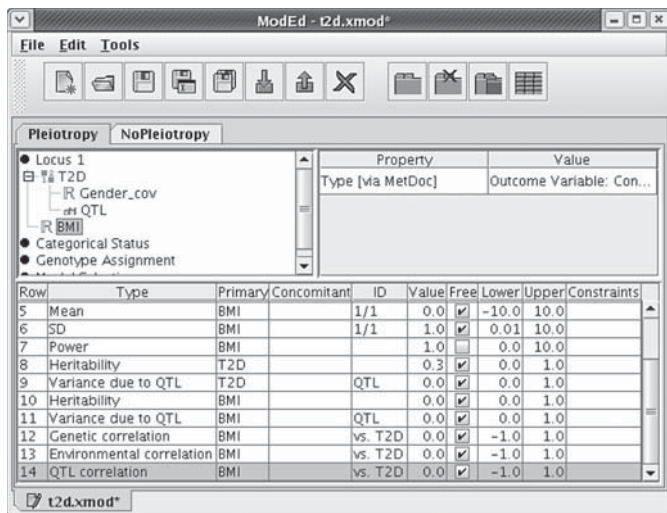 ModEd - t2d.xmod*
File Edit Tools
Pleiotropy NoPleiotropy
Locus 1
T2D
Gender_cov
QTL
BMI
Categorical Status
Genotype Assignment
Property Value
Type [via MetDoc] Outcome Variable: Con...
Row Type Primary Concomitant ID Value Free Lower Upper Constraints
5 Mean BMI 1/1 0.0 -10.0 10.0
6 SD BMI 1/1 1.0 0.01 10.0
7 Power BMI 1.0 0.0 10.0
8 Heritability T2D 0.3 0.0 1.0
9 Variance due to QTL T2D QTL 0.0 0.0 1.0
10 Heritability BMI 0.0 0.0 1.0
11 Variance due to QTL BMI QTL 0.0 0.0 1.0
12 Genetic correlation BMI vs. T2D 0.0 -1.0 1.0
13 Environmental correlation BMI vs. T2D 0.0 -1.0 1.0
14 QTL correlation BMI vs. T2D 0.0 -1.0 1.0
t2d.xmod*